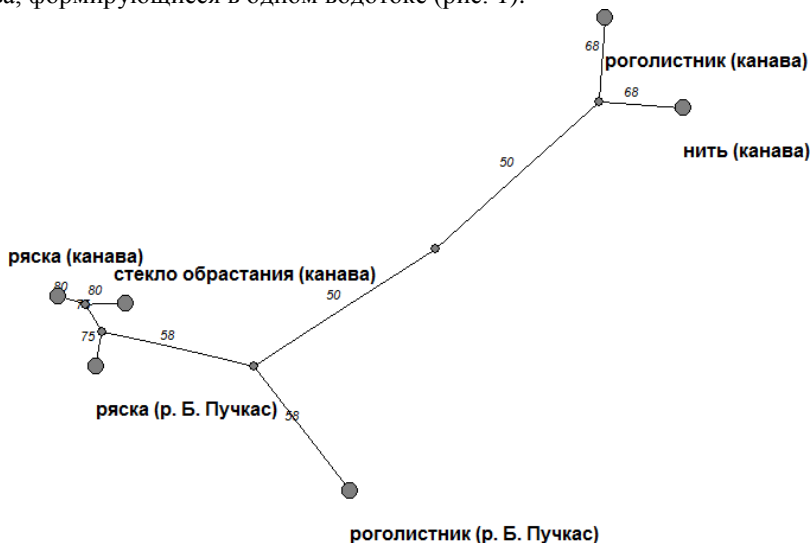 ва, формирующиеся в одном водотоке (рис. 1).
68
роголистник (канава)
68
нить (канава)
50
ряска (канава)
стекло обрастания (канава)
80
80
50
75
58
ряска (р. Б. Пучкас)
58
роголистник (р. Б. Пучкас)